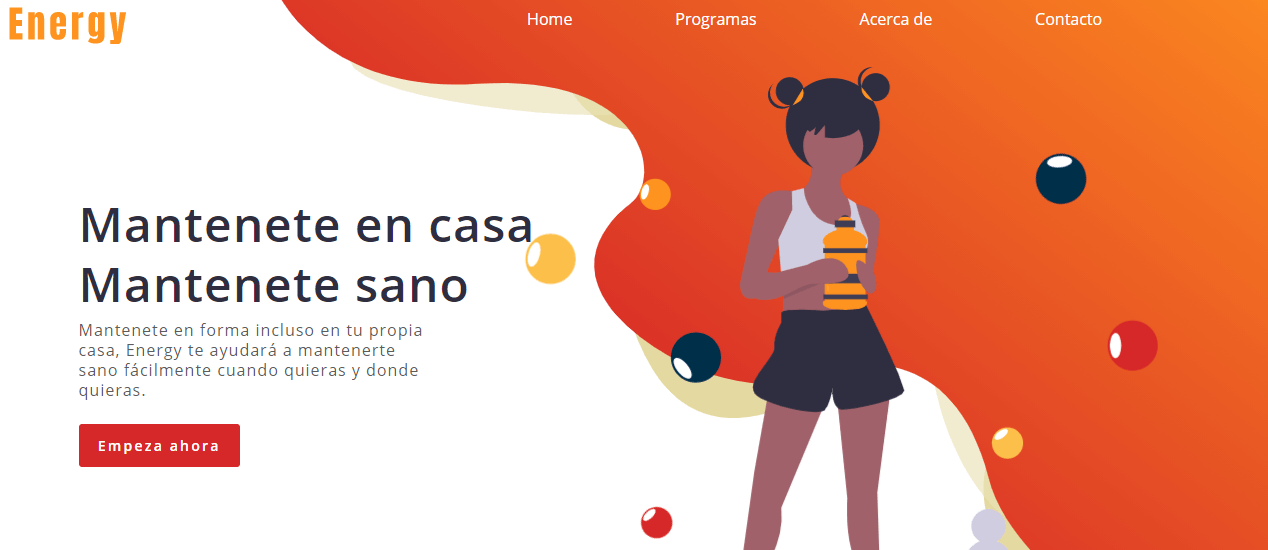 Energy
Home Programas Acerca de Contacto
Mantenete en casa
Mantenete sano
Mantenete en forma incluso en tu propia
casa, Energy te ayudará a mantenerte
sano fácilmente cuando quieras y donde
quieras.
Empeza ahora